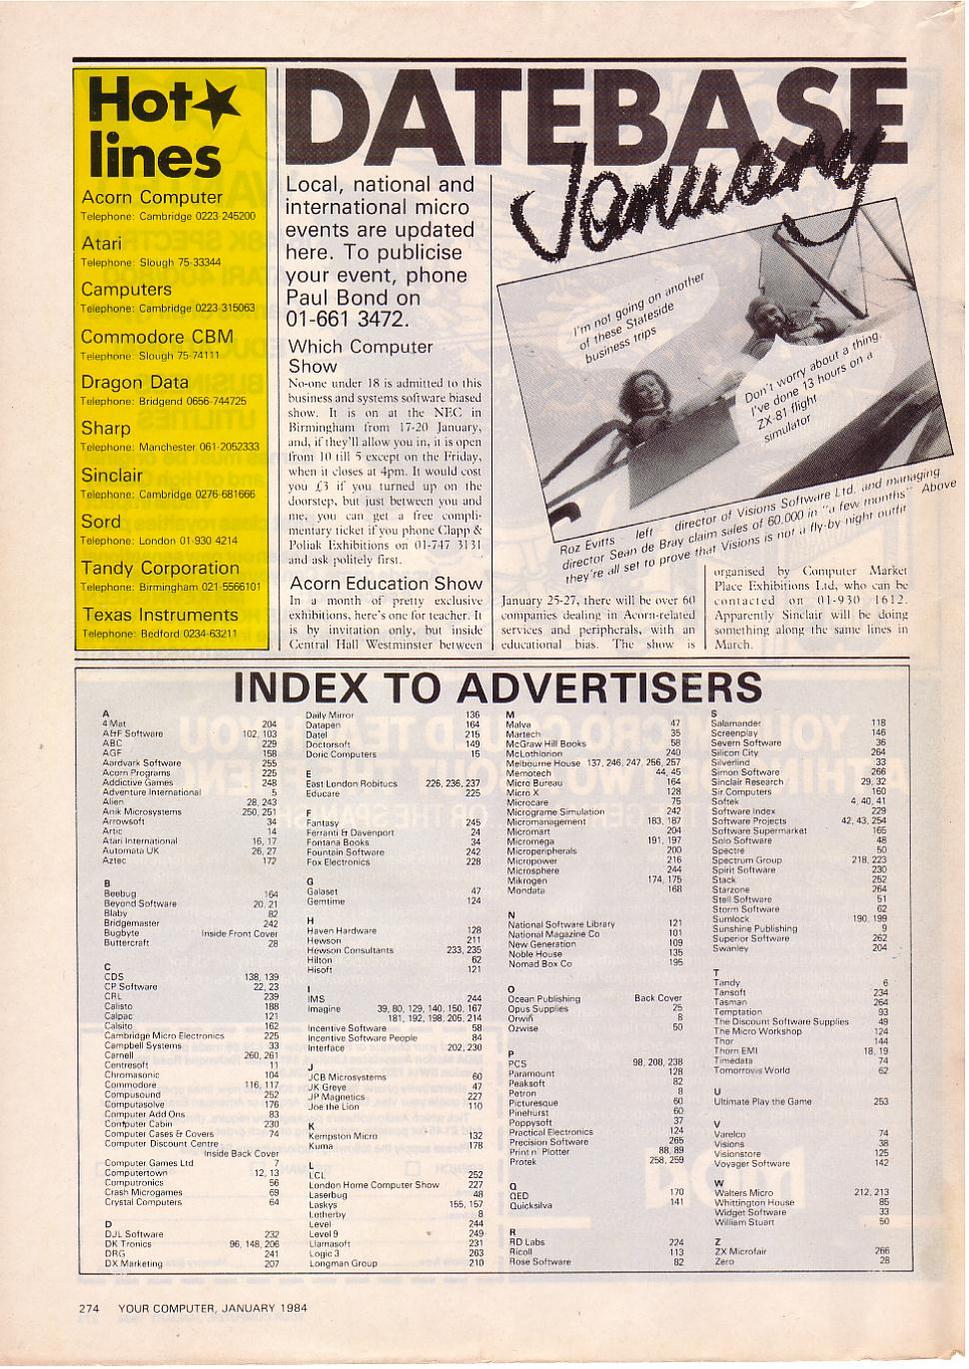 Hot
lines
Acorn Computer
Telephone: Cambridge 0223-245200
Atari
Telephone: Slough 75-33344
Camputers
Telephone: Cambridge 0223-315063
Commodore CBM
Telephone: Slough 75-74111
Dragon Data
Telephone: Bridgend 0656-744725
Sharp
Telephone: Manchester 061-2052333
Sinclair
Telephone: Cambridge 0276-681666
Sord
Telephone: London 01-930 4214
Tandy Corporation
Telephone: Birmingham 021-5566101
Texas Instruments
Telephone: Bedford 0234-63211
DATEBASE
January
Local, national and
international micro
events are updated
here. To publicise
your event, phone
Paul Bond on
01-661 3472.
Which Computer
Show
No-one under 18 is admitted to this
business and systems software biased
show. It is on at the NEC in
Birmingham from 17-20 January,
and, if they'll allow you in, it is open
from 10 till 5 except on the Friday,
when it closes at 4pm. It would cost
you £3 if you turned up on the
doorstep, but just between you and
me, you can get a free compli-
mentary ticket if you phone Clapp &
Poliak Exhibitions on 01-747 3131
and ask politely first.
Acorn Education Show
In a month of pretty exclusive
exhibitions, here's one for teacher. It
is by invitation only, but inside
Central Hall Westminster between
I'm not going on another
of these Stateside
business trips
Don't worry about a thing.
I've done 13 hours on a
ZX-81 flight
simulator
Roz Evitts left director of Visions Software Ltd. and managing
director Sean de Bray claim sales of 60.000 in "a few months" Above
they're all set to prove that Visions is not a fly-by-night outfit
January 25-27, there will be over 60
companies dealing in Acorn-related
services and peripherals, with an
educational bias. The show is
organised by Computer Market
Place Exhibitions Ltd, who can be
contacted on 01-930 1612.
Apparently Sinclair will be doing
something along the same lines in
March.
INDEX TO ADVERTISERS
A
4 Mat 204
A&F Software 102, 103
ABC 229
AGF 158
Aardvark Software 255
Acorn Programs 225
Addictive Games 248
Adventure International 5
Alien 28, 243
Anik Microsystems 250, 251
Arrowsoft 34
Artic 14
Atari International 16, 17
Automata UK 26, 27
Aztec 172
B
Beebug 164
Beyond Software 20, 21
Blaby 82
Bridgemaster 242
Bugbyte Inside Front Cover
Buttercraft 28
C
CDS 138, 139
CP Software 22, 23
CRL 239
Calisto 188
Calpac 121
Calsito 162
Cambridge Micro Electronics 225
Campbell Systems 33
Carnell 260, 261
Centresoft 11
Chromasonic 104
Commodore 116, 117
Compusound 252
Computasolve 176
Computer Add Ons 83
Computer Cabin 230
Computer Cases & Covers 74
Computer Discount Centre
Inside Back Cover
Computer Games Ltd 7
Computertown 12, 13
Computronics 56
Crash Microgames 69
Crystal Computers 64
D
DJL Software 232
DK Tronics 96, 148, 206
DRG 241
DX Marketing 207
Daily Mirror 136
Datapen 164
Datel 215
Doctorsoft 149
Doric Computers 15
E
East London Robitucs 226, 236, 237
Educare 225
F
Fantasy 245
Ferranti & Davenport 24
Fontana Books 34
Fountain Software 242
Fox Electronics 228
G
Galaset 47
Gemtime 124
H
Haven Hardware 128
Hewson 211
Hewson Consultants 233, 235
Hilton 62
Hisoft 121
I
IMS 244
Imagine 39, 80, 129, 140, 150, 167
181, 192, 198, 205, 214
Incentive Software 58
Incentive Software People 84
Interface 202, 230
J
JCB Microsystems 60
JK Greye 47
JP Magnetics 227
Joe the Lion 110
K
Kempston Micro 132
Kuma 178
L
LCL 252
London Home Computer Show 227
Laserbug 48
Laskys 155, 157
Letherby 8
Level 244
Level 9 249
Llamasoft 231
Logic 3 263
Longman Group 210
M
Malva 47
Martech 35
McGraw Hill Books 58
McLothlorion 240
Melbourne House 137, 246, 247, 256, 257
Memotech 44, 45
Micro Bureau 164
Micro X 128
Microcare 75
Micrograme Simulation 242
Micromanagement 183, 187
Micromart 204
Micromega 191, 197
Microperipherals 200
Micropower 216
Microsphere 244
Mikrogen 174, 175
Mondata 168
N
National Software Library 121
National Magazine Co 101
New Generation 109
Noble House 135
Nomad Box Co 195
O
Ocean Publishing Back Cover
Opus Supplies 25
Orwin 8
Ozwise 50
P
PCS 98, 208, 238
Paramount 128
Peaksoft 82
Petron 8
Picturesque 60
Pinehurst 60
Poppysoft 37
Practical Electronics 124
Precision Software 265
Print n' Plotter 88, 89
Protek 258, 259
Q
QED 170
Quicksilva 141
R
RD Labs 224
Ricoll 113
Rose Software 82
S
Salamander 118
Screenplay 146
Severn Software 36
Silicon City 264
Silverlind 33
Simon Software 266
Sinclair Research 29, 32
Sir Computers 160
Softek 4, 40, 41
Software Index 229
Software Projects 42, 43, 254
Software Supermarket 165
Solo Software 48
Spectre 50
Spectrum Group 218, 223
Spirit Software 230
Stack 252
Starzone 264
Stell Software 51
Storm Software 62
Sumlock 190, 199
Sunshine Publishing 9
Superior Software 262
Swanley 204
T
Tandy 6
Tansoft 234
Tasman 264
Temptation 93
The Discount Software Supplies 49
The Micro Workshop 124
Thor 144
Thorn EMI 18, 19
Timedata 74
Tomorrows World 62
U
Ultimate Play the Game 253
V
Varelco 74
Visions 38
Visionstore 125
Voyager Software 142
W
Walters Micro 212, 213
Whittington House 85
Widget Software 33
William Stuart 50
Z
ZX Microfair 266
Zero 28
274 YOUR COMPUTER, JANUARY 1984